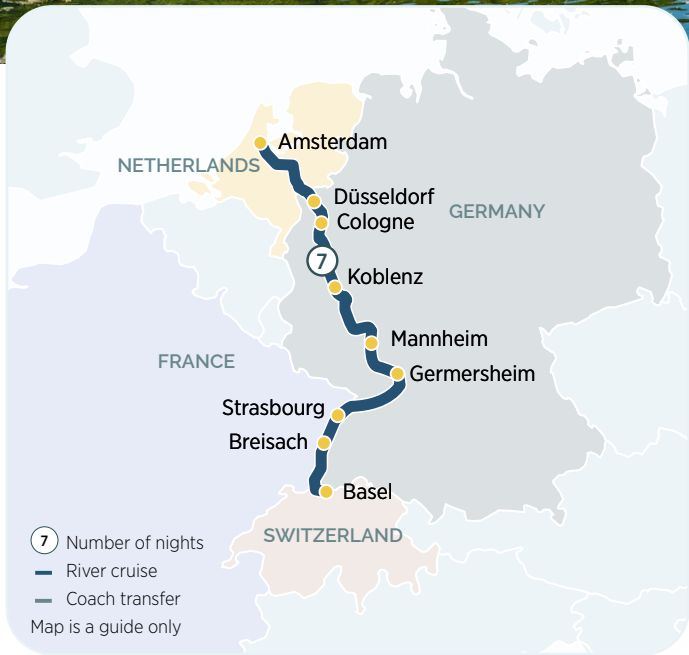 Amsterdam
NETHERLANDS
Düsseldorf
GERMANY
Cologne
7
Koblenz
Mannheim
FRANCE
Germersheim
Strasbourg
Breisach
Basel
SWITZERLAND
7 Number of nights
River cruise
Coach transfer
Map is a guide only